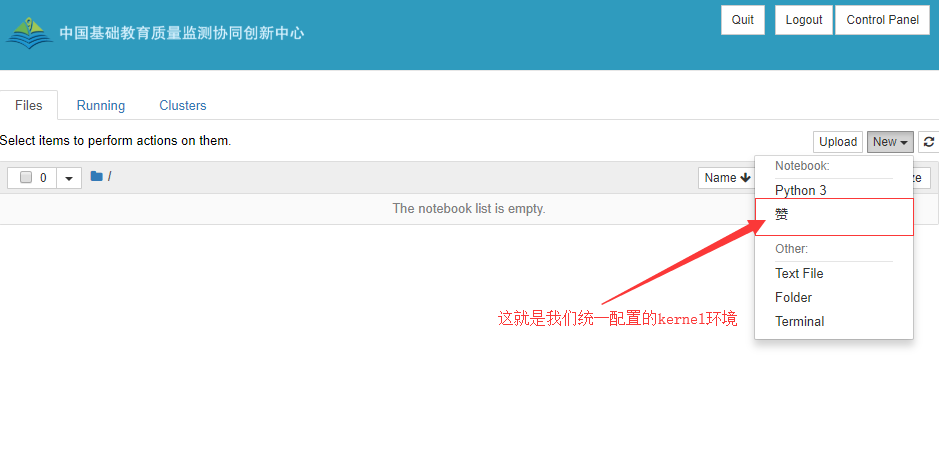 中国基础教育质量监测协同创新中心
Quit
Logout
Control Panel
Files
Running
Clusters
Select items to perform actions on them.
Upload
New
0
/
Name
ze
The notebook list is empty.
Notebook:
Python 3
赞
Other:
Text File
Folder
Terminal
这就是我们统一配置的kernel环境